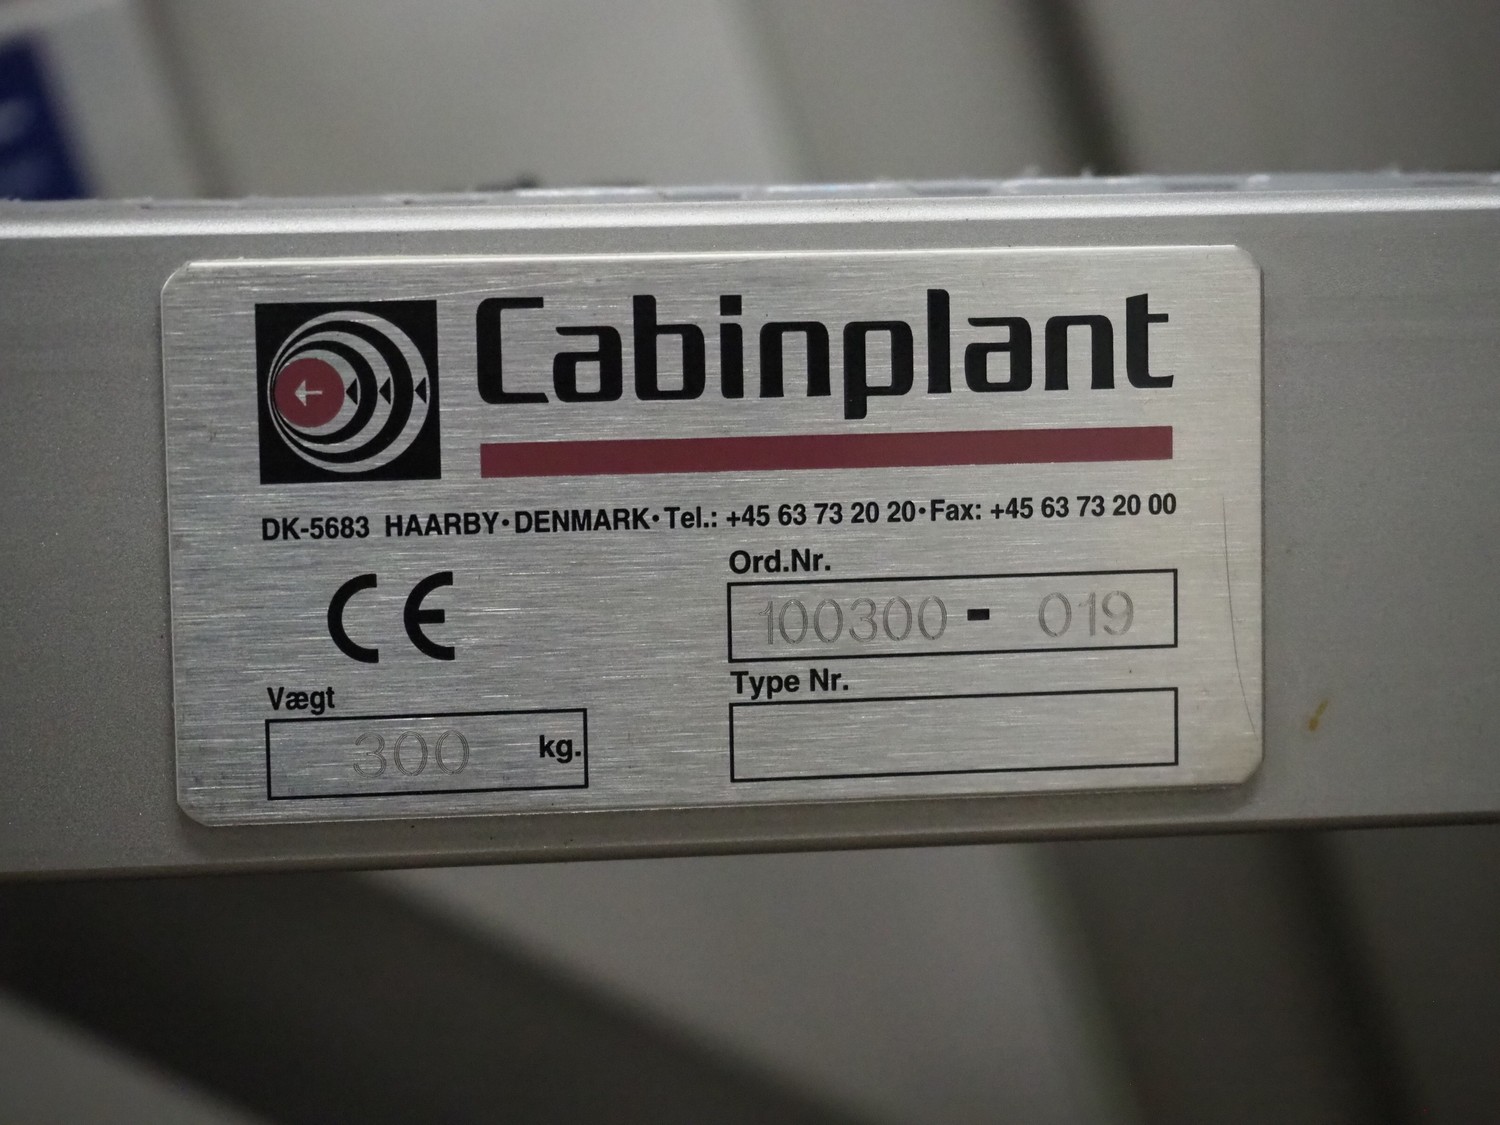 Cabinplant
DK-5683 HAARBY·DENMARK·Tel.: +45 63 73 20 20·Fax: +45 63 73 20 00
CE
Ord.Nr.
100300 - 019
Vægt
300 kg.
Type Nr.